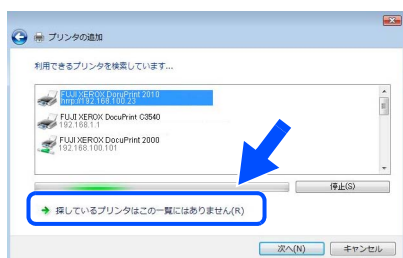 プリンタの追加
利用できるプリンタを検索しています...
FUJI XEROX DocuPrint 2010
http://192.168.100.23
FUJI XEROX DocuPrint C3540
192.168.1.1
FUJI XEROX DocuPrint 2000
192.168.100.101
停止(S)
探しているプリンタはこの一覧にはありません(R)
次へ(N)
キャンセル